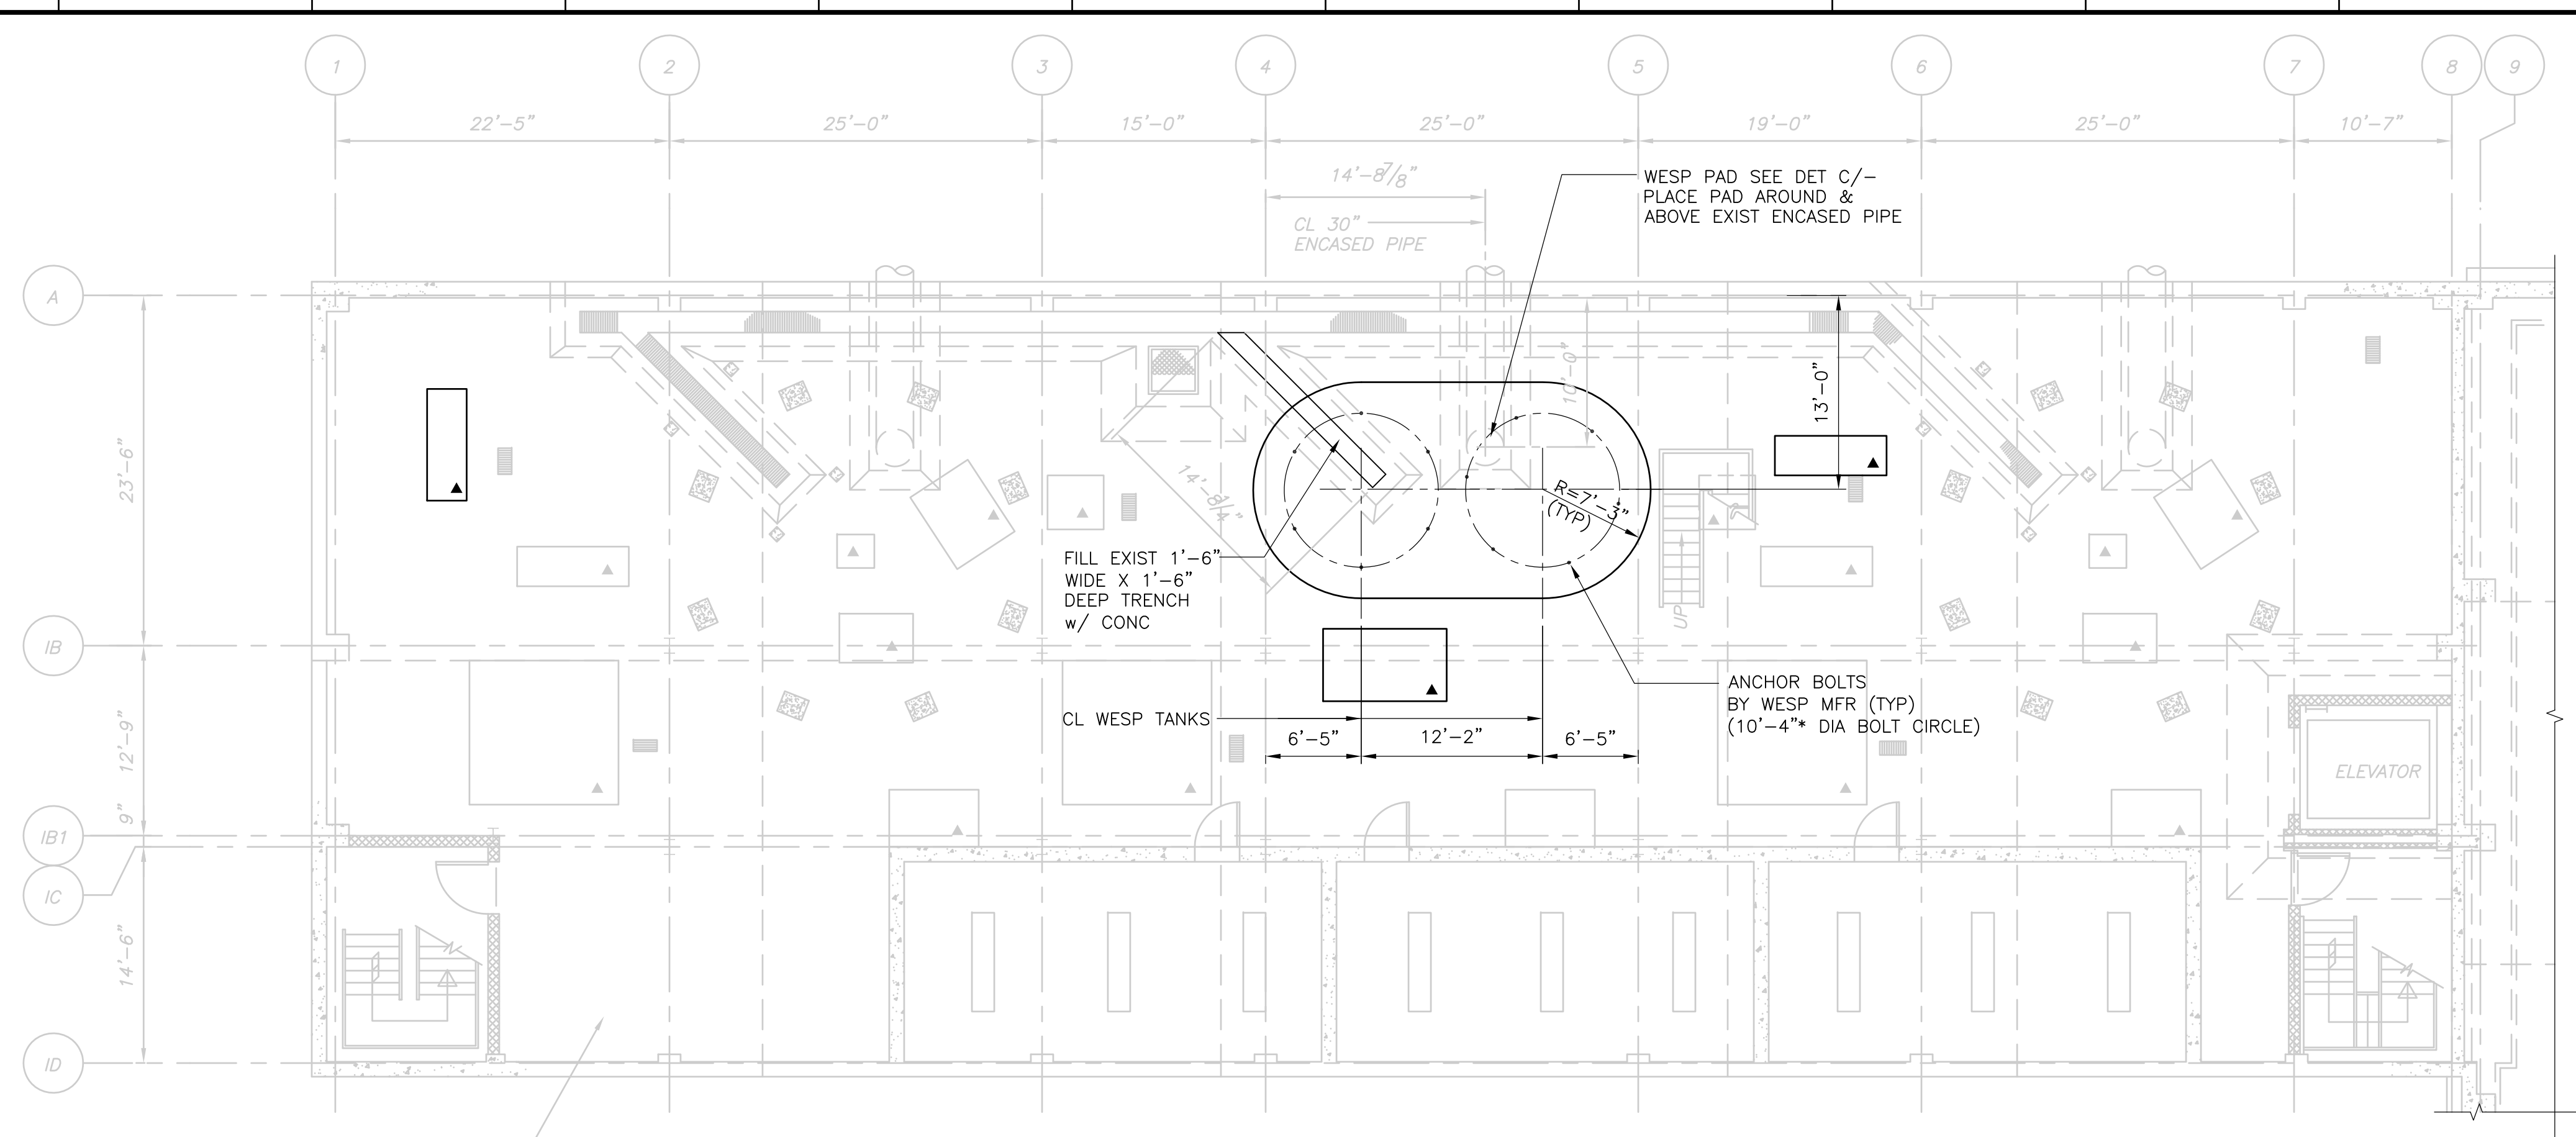 1 2 3 4 5 6 7 8 9
22'-5" 25'-0" 15'-0" 25'-0" 19'-0" 25'-0" 10'-7"
14'-8 7/8"
CL 30"
ENCASED PIPE
WESP PAD SEE DET C/-
PLACE PAD AROUND &
ABOVE EXIST ENCASED PIPE
A
23'-6"
10'-0"
13'-0"
14'-8 1/4"
R=7'-3"
(TYP)
FILL EXIST 1'-6"
WIDE X 1'-6"
DEEP TRENCH
w/ CONC
UP
IB
12'-9"
ANCHOR BOLTS
BY WESP MFR (TYP)
(10'-4"* DIA BOLT CIRCLE)
CL WESP TANKS
6'-5" 12'-2" 6'-5"
ELEVATOR
9"
IB1
IC
14'-6"
ID